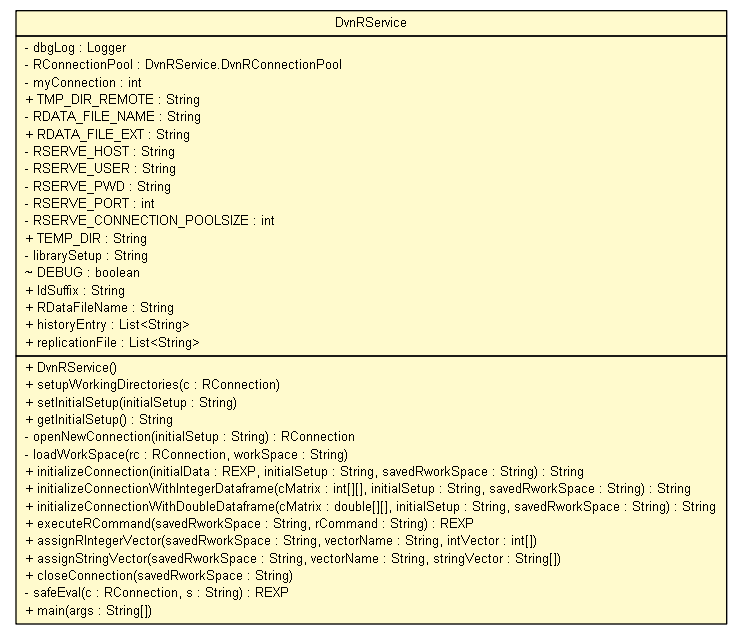 DvnRService
- dbgLog : Logger
- RConnectionPool : DvnRService.DvnRConnectionPool
- myConnection : int
+ TMP_DIR_REMOTE : String
- RDATA_FILE_NAME : String
+ RDATA_FILE_EXT : String
- RSERVE_HOST : String
- RSERVE_USER : String
- RSERVE_PWD : String
- RSERVE_PORT : int
- RSERVE_CONNECTION_POOLSIZE : int
+ TEMP_DIR : String
- librarySetup : String
~ DEBUG : boolean
+ IdSuffix : String
+ RDataFileName : String
+ historyEntry : List<String>
+ replicationFile : List<String>
+ DvnRService()
+ setupWorkingDirectories(c : RConnection)
+ setInitialSetup(initialSetup : String)
+ getInitialSetup() : String
- openNewConnection(initialSetup : String) : RConnection
- loadWorkSpace(rc : RConnection, workSpace : String)
+ initializeConnection(initialData : REXP, initialSetup : String, savedRworkSpace : String) : String
+ initializeConnectionWithIntegerDataframe(cMatrix : int[][], initialSetup : String, savedRworkSpace : String) : String
+ initializeConnectionWithDoubleDataframe(cMatrix : double[][], initialSetup : String, savedRworkSpace : String) : String
+ executeRCommand(savedRworkSpace : String, rCommand : String) : REXP
+ assignRIntegerVector(savedRworkSpace : String, vectorName : String, intVector : int[])
+ assignStringVector(savedRworkSpace : String, vectorName : String, stringVector : String[])
+ closeConnection(savedRworkSpace : String)
- safeEval(c : RConnection, s : String) : REXP
+ main(args : String[])